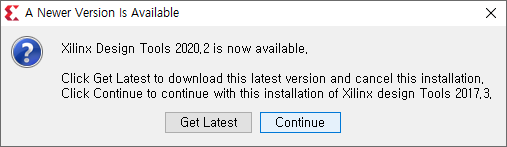 A Newer Version Is Available
Xilinx Design Tools 2020.2 is now available.
Click Get Latest to download this latest version and cancel this installation.
Click Continue to continue with this installation of Xilinx design Tools 2017.3.
Get Latest
Continue